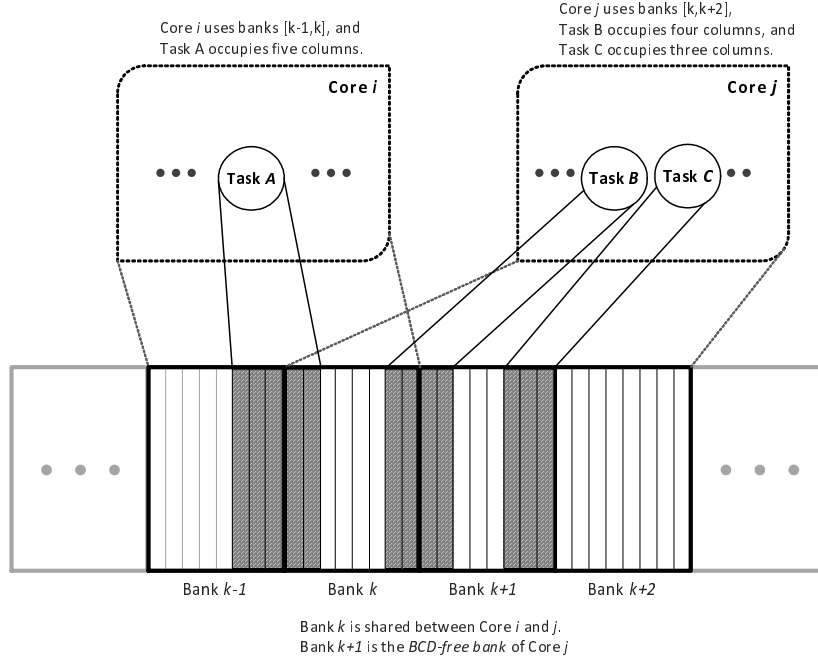 Core i uses banks [k-1,k], and
Task A occupies five columns.
Core j uses banks [k,k+2],
Task B occupies four columns, and
Task C occupies three columns.
Core i
Core j
Task A
Task B
Task C
Bank k-1
Bank k
Bank k+1
Bank k+2
Bank k is shared between Core i and j.
Bank k+1 is the BCD-free bank of Core j